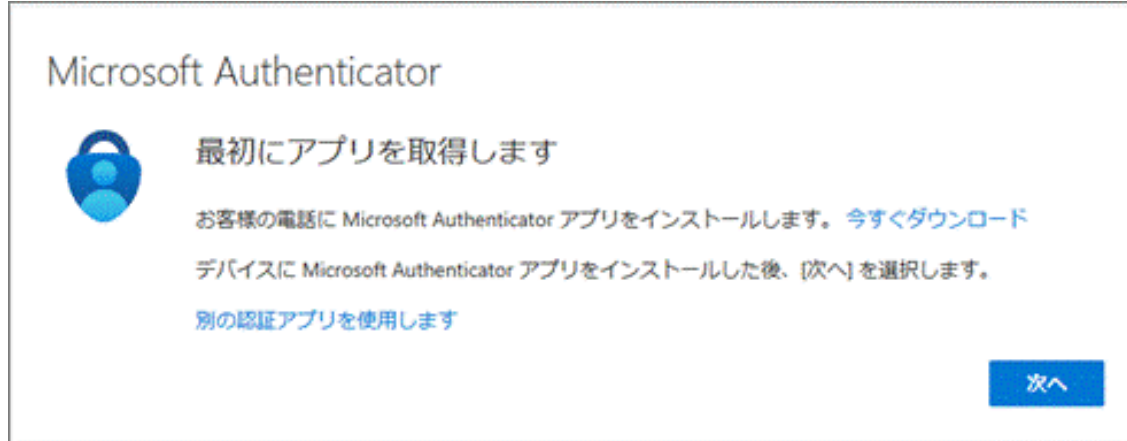 Microsoft Authenticator
最初にアプリを取得します
お客様の電話に Microsoft Authenticator アプリをインストールします。 今すぐダウンロード
デバイスに Microsoft Authenticator アプリをインストールした後、[次へ] を選択します。
別の認証アプリを使用します
次へ